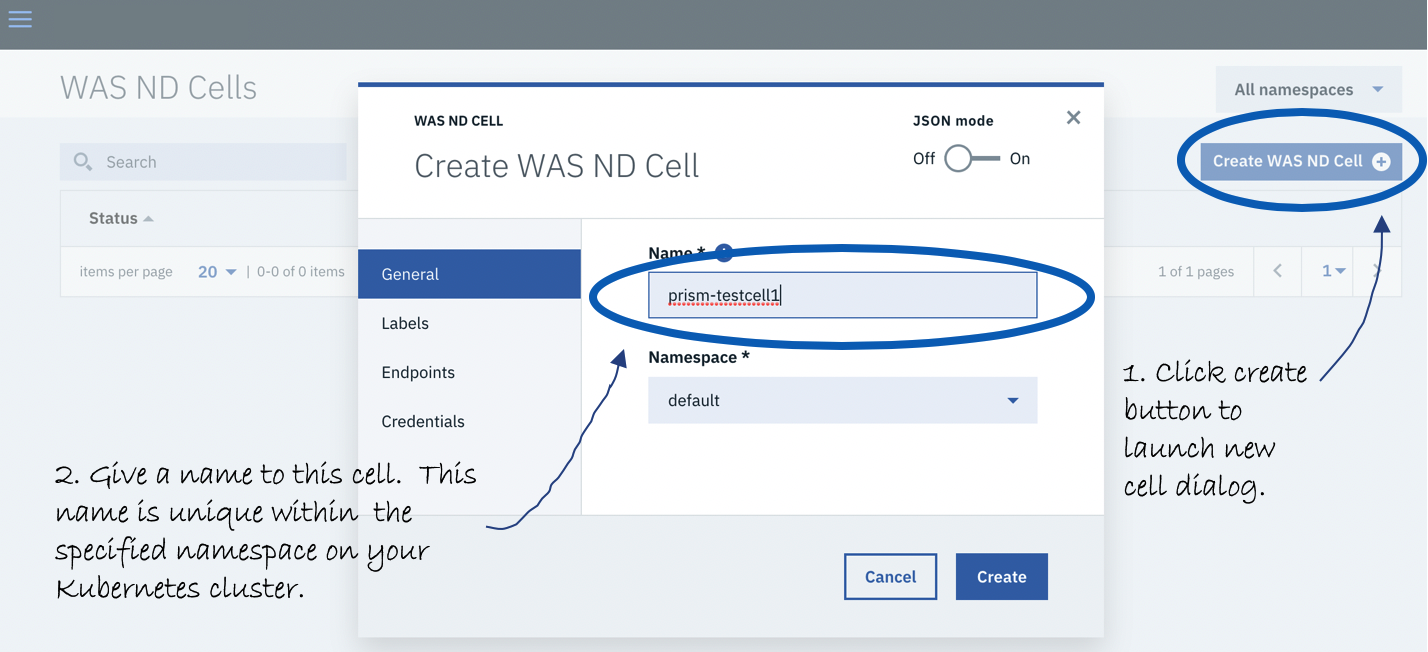 WAS ND Cells
All namespaces
Search
Create WAS ND Cell
Status
items per page 20 | 0-0 of 0 items
1 of 1 pages 1
WAS ND CELL
Create WAS ND Cell
JSON mode
Off On
General
Labels
Endpoints
Credentials
Name *
prism-testcell1
Namespace *
default
Cancel
Create
1. Click create
button to
launch new
cell dialog.
2. Give a name to this cell. This
name is unique within the
specified namespace on your
Kubernetes cluster.